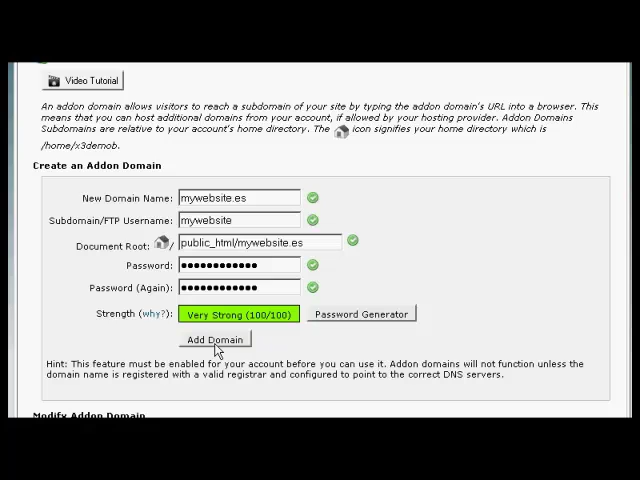 Video Tutorial
An addon domain allows visitors to reach a subdomain of your site by typing the addon domain's URL into a browser. This
means that you can host additional domains from your account, if allowed by your hosting provider. Addon Domains
Subdomains are relative to your account's home directory. The icon signifies your home directory which is
/home/x3demob.
Create an Addon Domain
New Domain Name: mywebsite.es
Subdomain/FTP Username: mywebsite
Document Root: / public_html/mywebsite.es
Password: ●●●●●●●●●●●●
Password (Again): ●●●●●●●●●●●●
Strength (why?): Very Strong (100/100) Password Generator
Add Domain
Hint: This feature must be enabled for your account before you can use it. Addon domains will not function unless the
domain name is registered with a valid registrar and configured to point to the correct DNS servers.
Modify Addon Domain